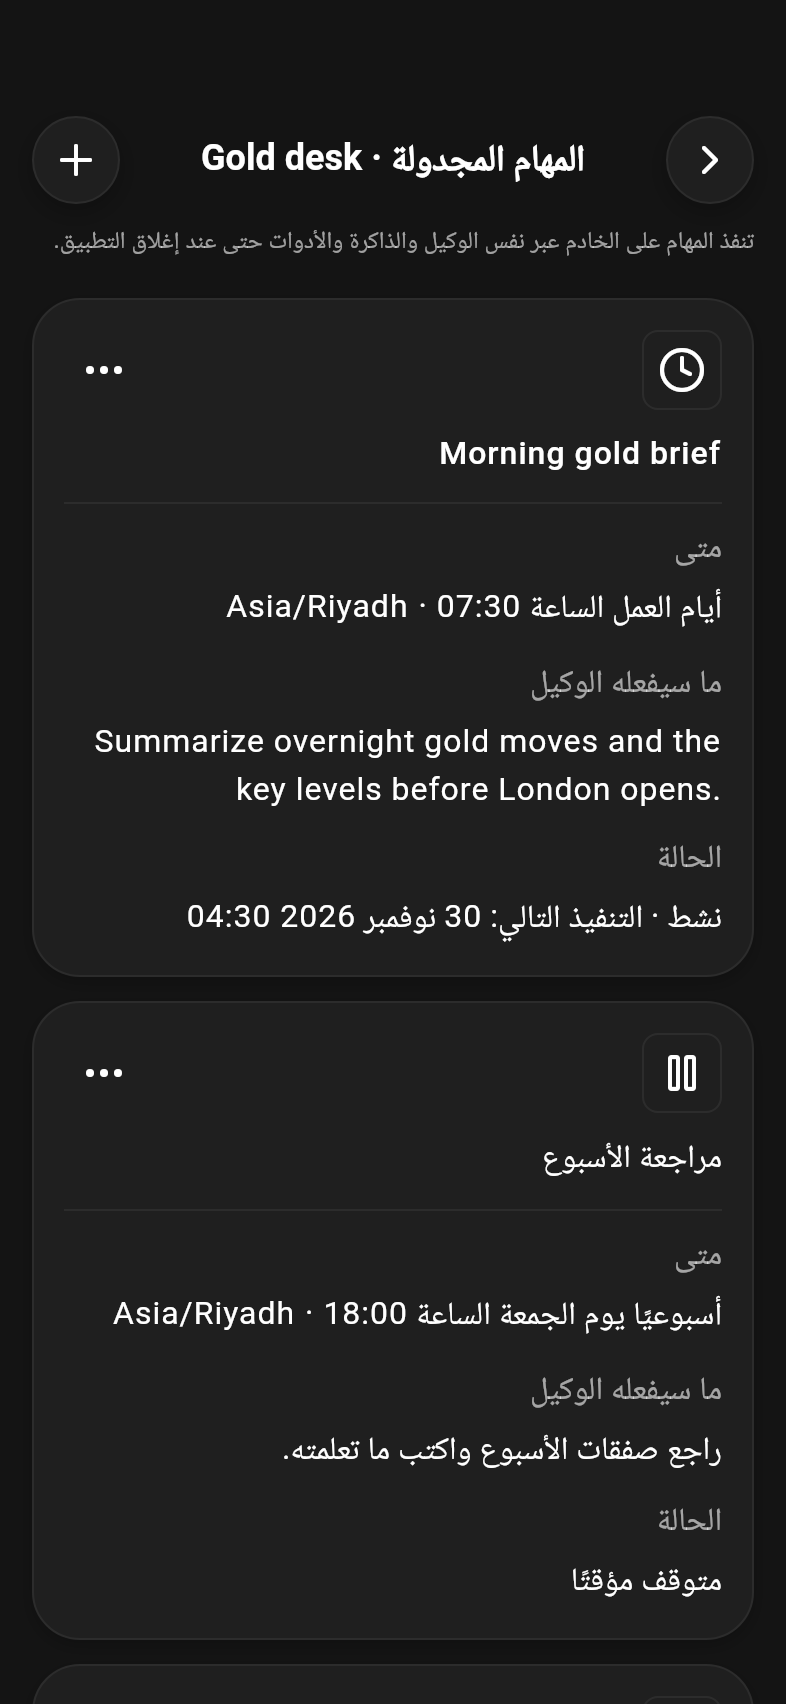 المهام المجدولة · Gold desk
تنفذ المهام على الخادم عبر نفس الوكيل والذاكرة والأدوات حتى عند إغلاق التطبيق.
Morning gold brief
متى
أيام العمل الساعة 07:30 · Asia/Riyadh
ما سيفعله الوكيل
Summarize overnight gold moves and the
key levels before London opens.
الحالة
نشط · التنفيذ التالي: 30 نوفمبر 2026 04:30
مراجعة الأسبوع
متى
أسبوعيًا يوم الجمعة الساعة 18:00 · Asia/Riyadh
ما سيفعله الوكيل
راجع صفقات الأسبوع واكتب ما تعلمته.
الحالة
متوقف مؤقتًا